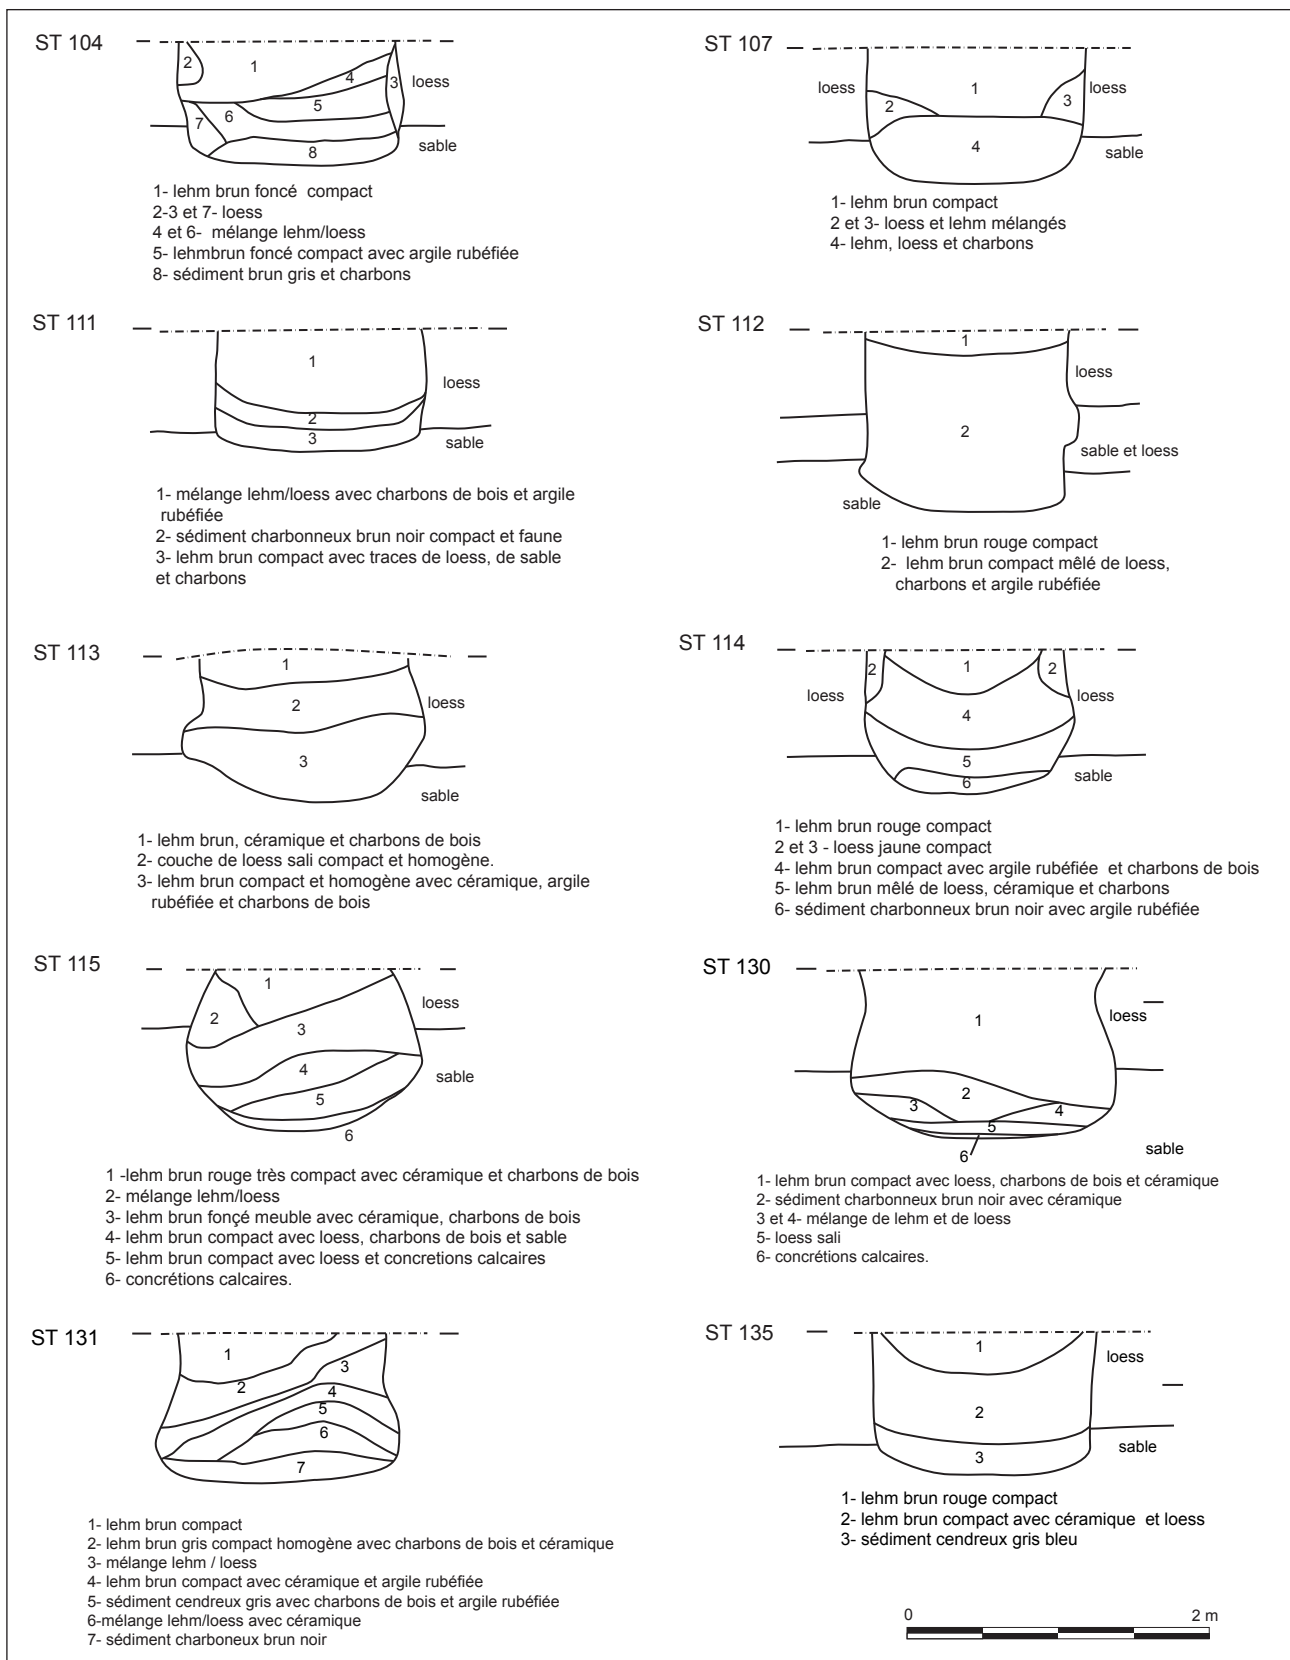 ST 104
2
1
4
3
loess
5
6
7
8
sable
1- lehm brun foncé  compact
2-3 et 7- loess
4 et 6-  mélange lehm/loess
5- lehmbrun foncé compact avec argile rubéfiée
8- sédiment brun gris et charbons
ST 107
loess
1
loess
2
3
4
sable
1- lehm brun compact
2 et 3- loess et lehm mélangés
4- lehm, loess et charbons
ST 111
1
loess
2
3
sable
1- mélange lehm/loess avec charbons de bois et argile
rubéfiée
2- sédiment charbonneux brun noir compact et faune
3- lehm brun compact avec traces de loess, de sable
et charbons
ST 112
1
loess
2
sable et loess
sable
1- lehm brun rouge compact
2-  lehm brun compact mêlé de loess,
charbons et argile rubéfiée
ST 113
1
2
loess
3
sable
1- lehm brun, céramique et charbons de bois
2- couche de loess sali compact et homogène.
3- lehm brun compact et homogène avec céramique, argile
rubéfiée et charbons de bois
ST 114
2
1
2
loess
loess
4
5
6
sable
1- lehm brun rouge compact
2 et 3 - loess jaune compact
4- lehm brun compact avec argile rubéfiée  et charbons de bois
5- lehm brun mêlé de loess, céramique et charbons
6- sédiment charbonneux brun noir avec argile rubéfiée
ST 115
1
2
loess
3
4
sable
5
6
1 -lehm brun rouge très compact avec céramique et charbons de bois
2- mélange lehm/loess
3- lehm brun fonçé meuble avec céramique, charbons de bois
4- lehm brun compact avec loess, charbons de bois et sable
5- lehm brun compact avec loess et concretions calcaires
6- concrétions calcaires.
ST 130
1
loess
2
3
4
5
6
sable
1- lehm brun compact avec loess, charbons de bois et céramique
2- sédiment charbonneux brun noir avec céramique
3 et 4- mélange de lehm et de loess
5- loess sali
6- concrétions calcaires.
ST 131
1
2
3
4
5
6
7
1- lehm brun compact
2- lehm brun gris compact homogène avec charbons de bois et céramique
3- mélange lehm / loess
4- lehm brun compact avec céramique et argile rubéfiée
5- sédiment cendreux gris avec charbons de bois et argile rubéfiée
6-mélange lehm/loess avec céramique
7- sédiment charboneux brun noir
ST 135
1
loess
2
3
sable
1- lehm brun rouge compact
2- lehm brun compact avec céramique  et loess
3- sédiment cendreux gris bleu
0 2 m